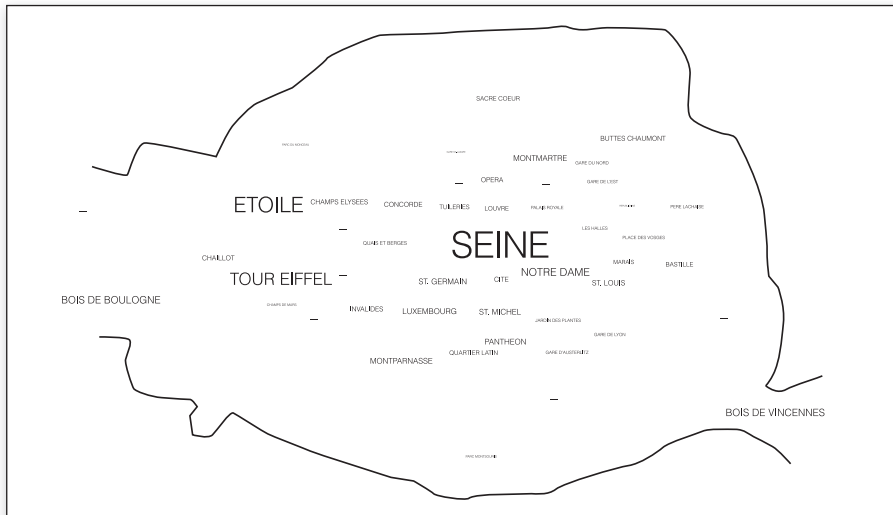 SACRE COEUR
BUTTES CHAUMONT
PARC DE MONCEAU
MONTMARTRE
GARE DU NORD
OPERA
GARE DE L'EST
ETOILE
CHAMPS ELYSEES
CONCORDE
TUILERIES
LOUVRE
PALAIS ROYALE
PERE LACHAISE
LES HALLES
PLACE DES VOSGES
QUAIS ET BERGES
SEINE
CHAILLOT
MARAIS
BASTILLE
TOUR EIFFEL
ST. GERMAIN
CITE
NOTRE DAME
ST. LOUIS
BOIS DE BOULOGNE
CHAMPS DE MARS
INVALIDES
LUXEMBOURG
ST. MICHEL
JARDIN DES PLANTES
GARE DE LYON
PANTHEON
MONTPARNASSE
QUARTIER LATIN
GARE D'AUSTERLITZ
BOIS DE VINCENNES
PARC MONTSOURIS